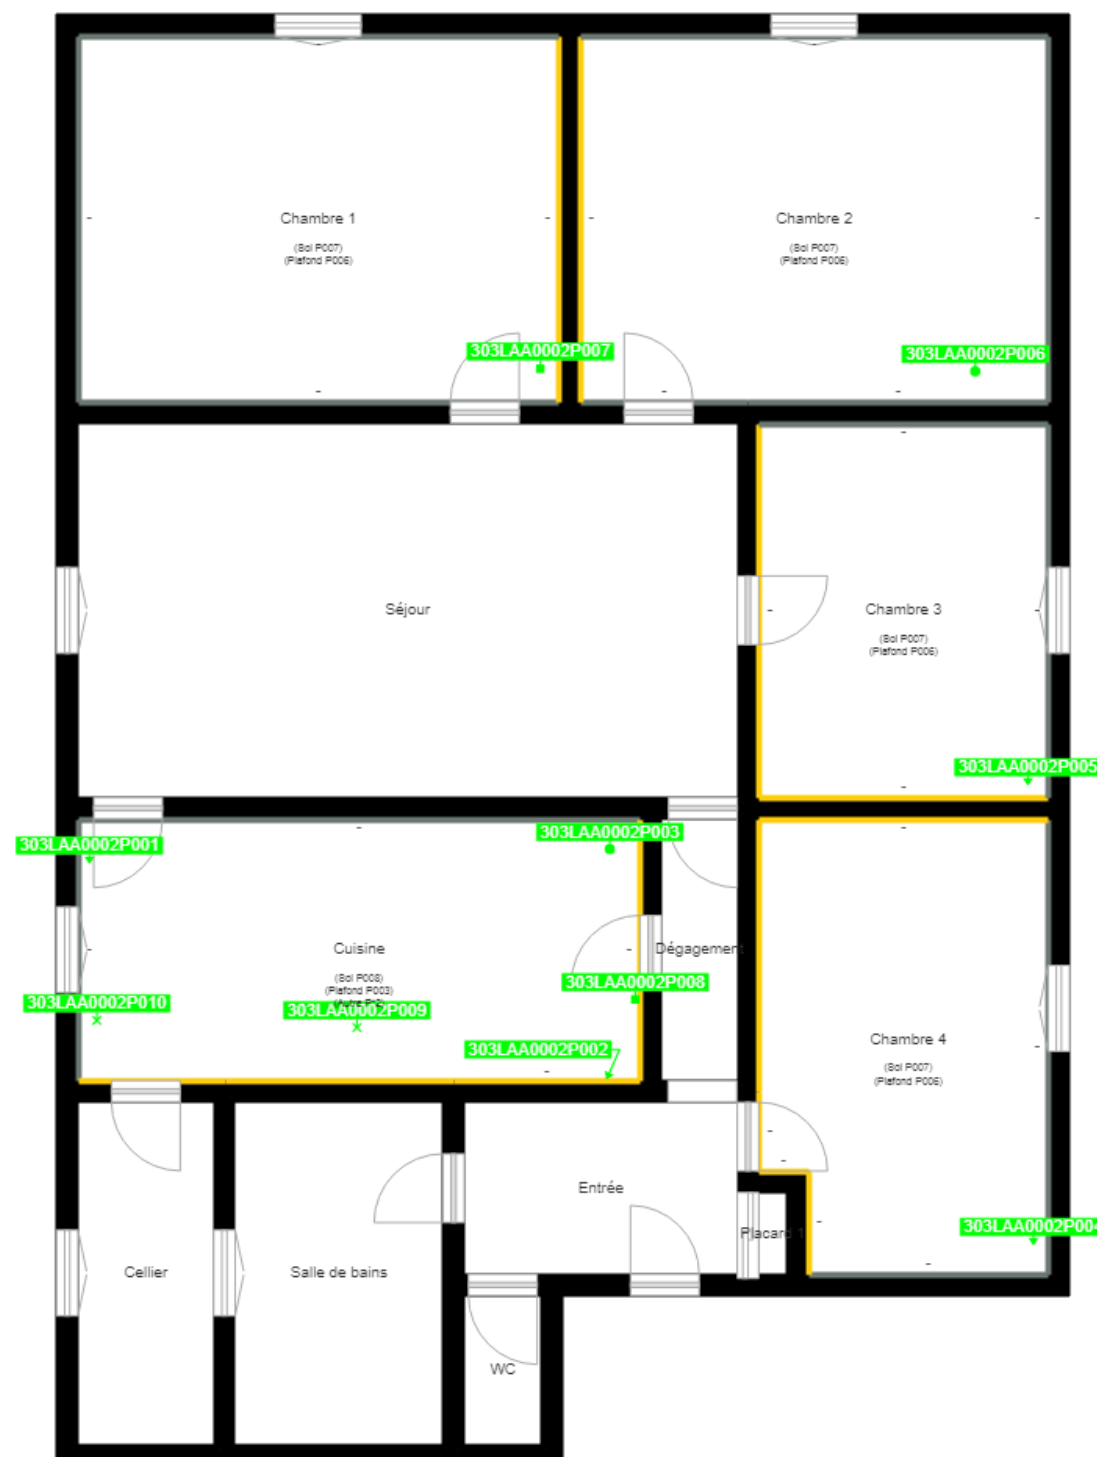 Chambre 1
(Sol P007)
(Plafond P006)
Chambre 2
(Sol P007)
(Plafond P006)
303LAA0002P007
303LAA0002P006
Séjour
Chambre 3
(Sol P007)
(Plafond P006)
303LAA0002P005
303LAA0002P001
303LAA0002P003
Cuisine
(Sol P008)
(Plafond P003)
Dégagement
303LAA0002P008
303LAA0002P010
303LAA0002P009
303LAA0002P002
Chambre 4
(Sol P007)
(Plafond P006)
Entrée
303LAA0002P004
Placard 1
Cellier
Salle de bains
WC